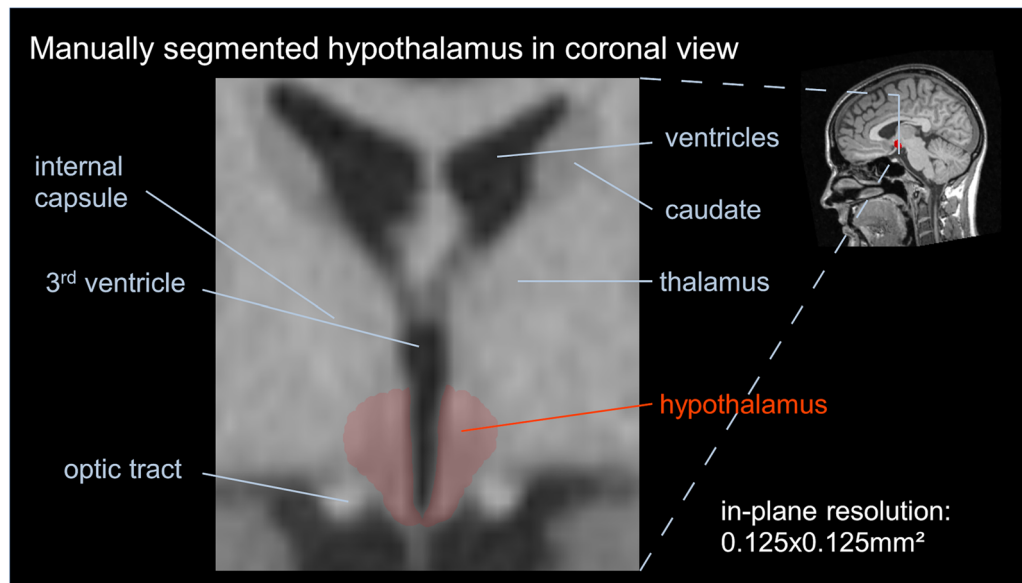 Manually segmented hypothalamus in coronal view
internal
capsule
3rd ventricle
optic tract
ventricles
caudate
thalamus
hypothalamus
in-plane resolution:
0.125x0.125mm²